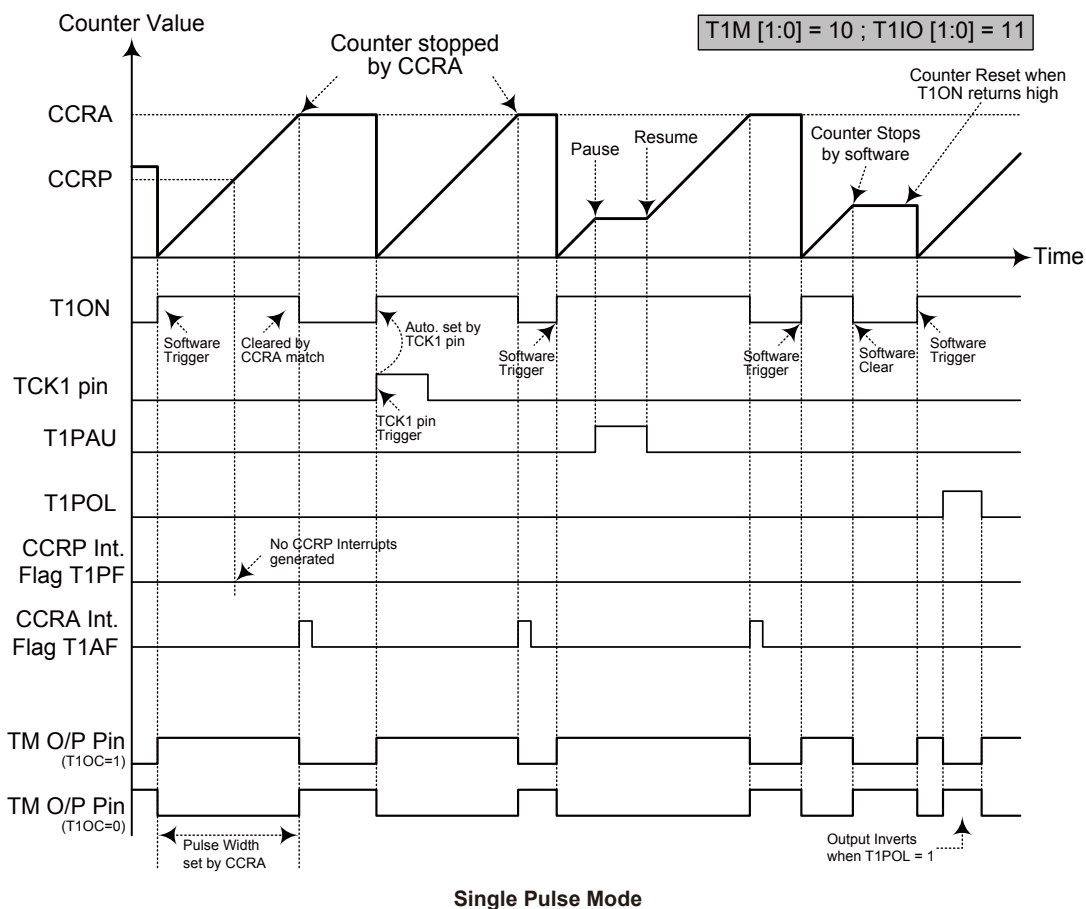 Counter Value
T1M [1:0] = 10 ; T1IO [1:0] = 11
Counter stopped
by CCRA
Counter Reset when
T1ON returns high
CCRA
Counter Stops
by software
Pause
Resume
CCRP
Time
T1ON
Software
Trigger
Cleared by
CCRA match
Auto. set by
TCK1 pin
Software
Trigger
Software
Trigger
Software
Clear
Software
Trigger
TCK1 pin
TCK1 pin
Trigger
T1PAU
T1POL
No CCRP Interrupts
generated
CCRP Int.
Flag T1PF
CCRA Int.
Flag T1AF
TM O/P Pin
(T1OC=1)
TM O/P Pin
(T1OC=0)
Pulse Width
set by CCRA
Output Inverts
when T1POL = 1
Single Pulse Mode